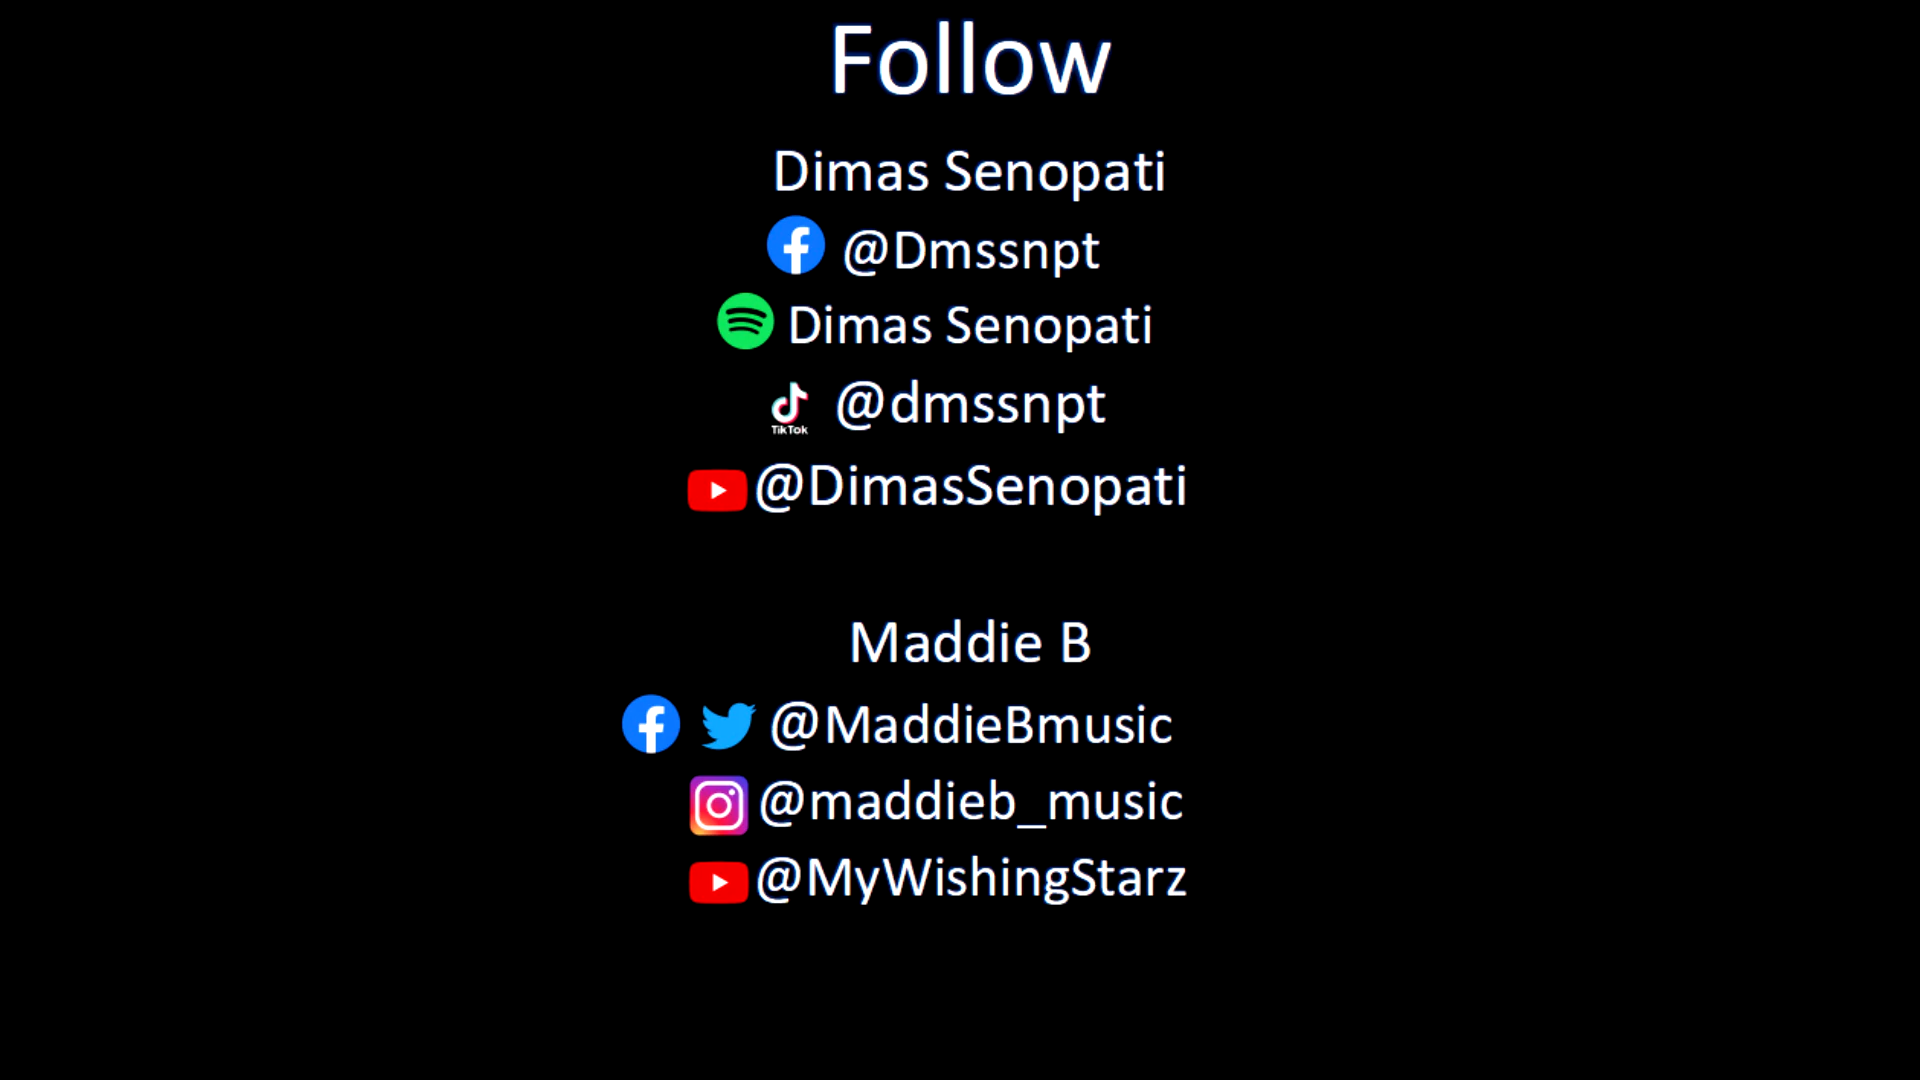 Follow
Dimas Senopati
@Dmssnpt
Dimas Senopati
TikTok @dmssnpt
@DimasSenopati
Maddie B
@MaddieBmusic
@maddieb_music
@MyWishingStarz